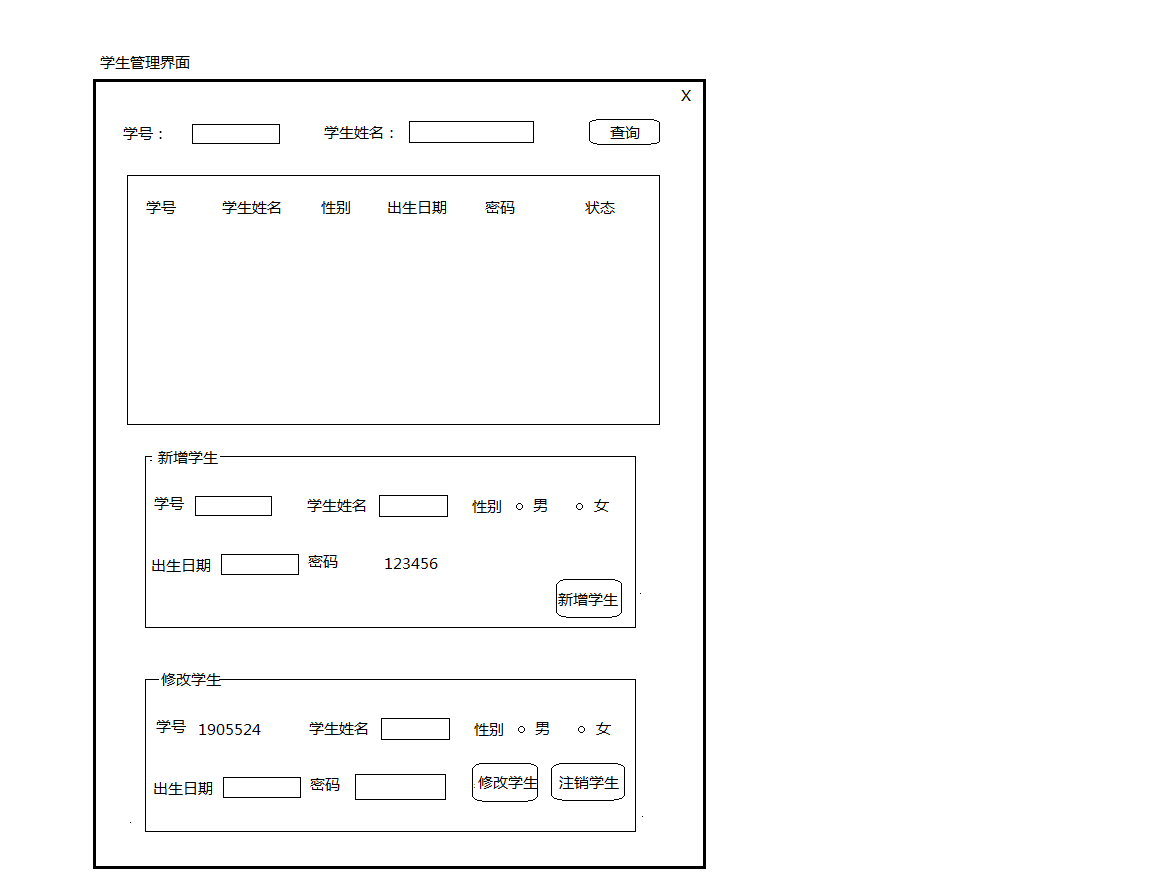 学生管理界面
X
学号： 学生姓名： 查询
学号 学生姓名 性别 出生日期 密码 状态
新增学生
学号 学生姓名 性别 男 女
出生日期 密码 123456
新增学生
修改学生
学号 1905524 学生姓名 性别 男 女
出生日期 密码 修改学生 注销学生